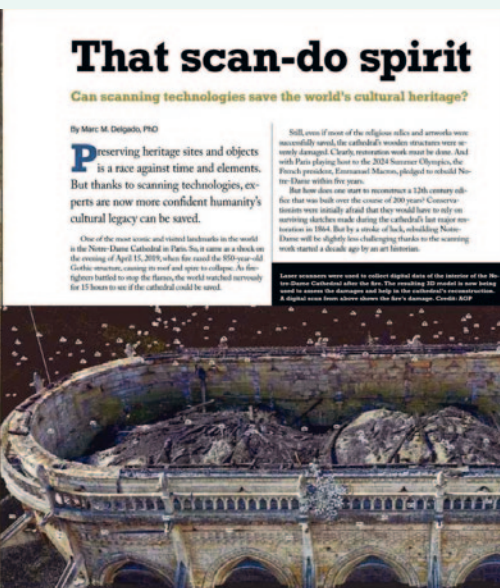 That scan-do spirit
Can scanning technologies save the world's cultural heritage?
By Marc M. Delgado, PhD
Preserving heritage sites and objects
is a race against time and elements.
But thanks to scanning technologies, ex-
perts are now more confident humanity's
cultural legacy can be saved.
One of the most iconic and visited landmarks in the world
is the Notre-Dame Cathedral in Paris. So, it came as a shock on
the evening of April 15, 2019, when fire razed the 850-year-old
Gothic structure, causing its roof and spire to collapse. As fire-
fighters battled to stop the flames, the world watched nervously
for 15 hours to see if the cathedral could be saved.
Still, even if most of the religious relics and artworks were
successfully saved, the cathedral's wooden structures were se-
verely damaged. Clearly, restoration work must be done. And
with Paris playing host to the 2024 Summer Olympics, the
French president, Emmanuel Macron, pledged to rebuild No-
tre-Dame within five years.
But how does one start to reconstruct a 12th century edi-
fice that was built over the course of 200 years? Conserva-
tionists were initially afraid that they would have to rely on
surviving sketches made during the cathedral's last major res-
toration in 1864. But by a stroke of luck, rebuilding Notre-
Dame will be slightly less challenging thanks to the scanning
work started a decade ago by an art historian.
Laser scanners were used to collect digital data of the interior of the No-
tre-Dame Cathedral after the fire. The resulting 3D model is now being
used to assess the damages and help in the cathedral's reconstruction.
A digital scan from above shows the fire's damage. Credit: AGP